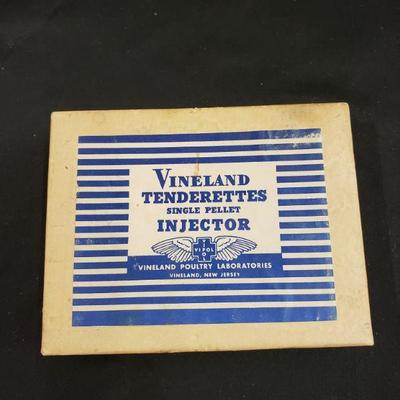 VINELAND
TENDERETTES
SINGLE PELLET
INJECTOR
VIPOL
VINELAND POULTRY LABORATORIES
VINELAND, NEW JERSEY